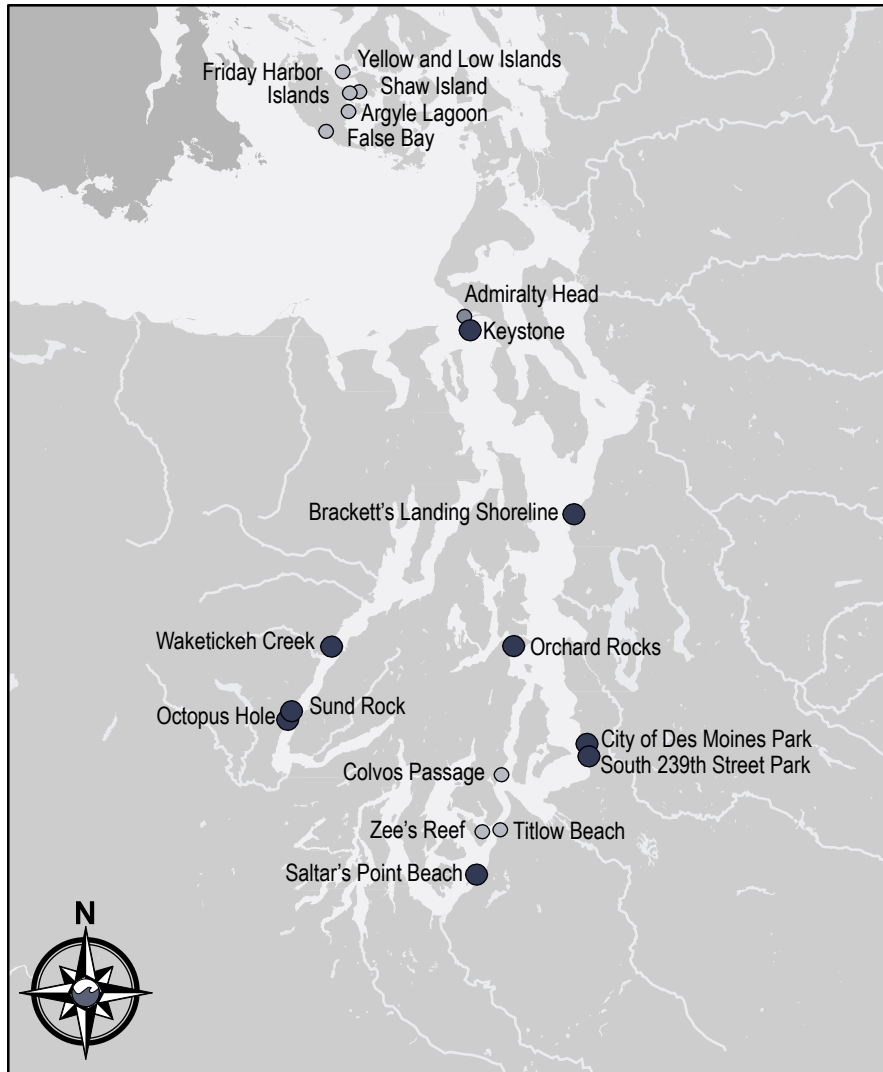 Yellow and Low Islands
Friday Harbor
Islands
Shaw Island
Argyle Lagoon
False Bay
Admiralty Head
Keystone
Brackett's Landing Shoreline
Waketickeh Creek
Orchard Rocks
Sund Rock
Octopus Hole
City of Des Moines Park
South 239th Street Park
Colvos Passage
Zee's Reef
Titlow Beach
Saltar's Point Beach
N